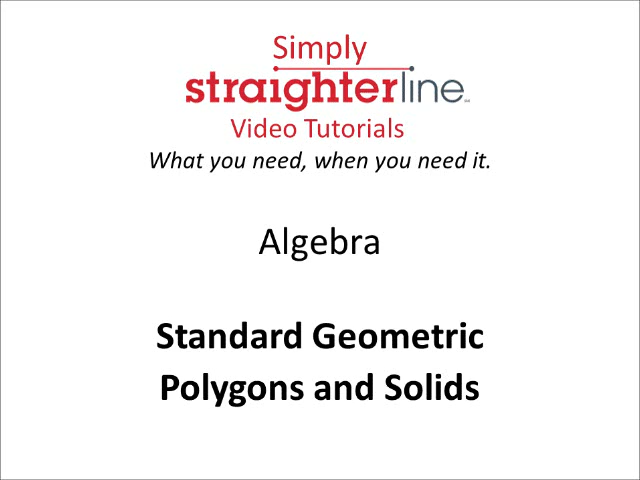 Simply
straighterline
Video Tutorials
What you need, when you need it.
Algebra
Standard Geometric
Polygons and Solids